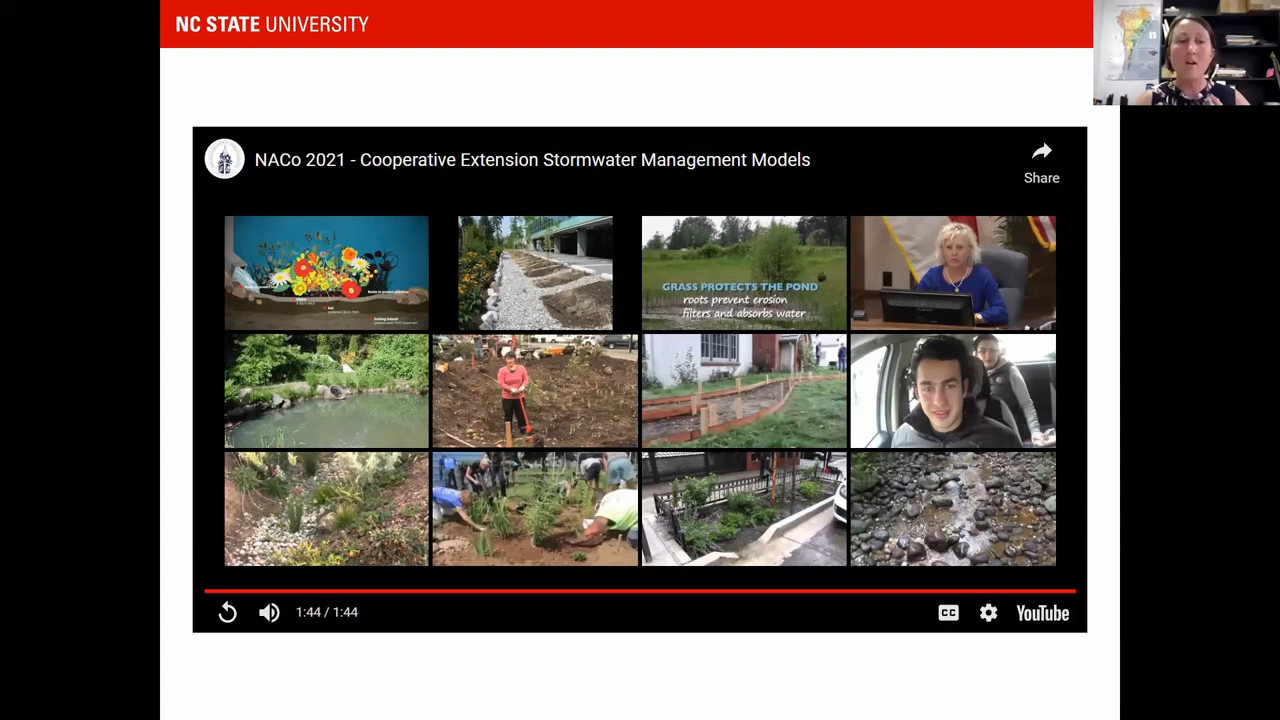 NC STATE UNIVERSITY
NACo 2021 - Cooperative Extension Stormwater Management Models
Share
GRASS PROTECTS THE POND
roots prevent erosion
filters and absorbs water
1:44 / 1:44
CC
YouTube